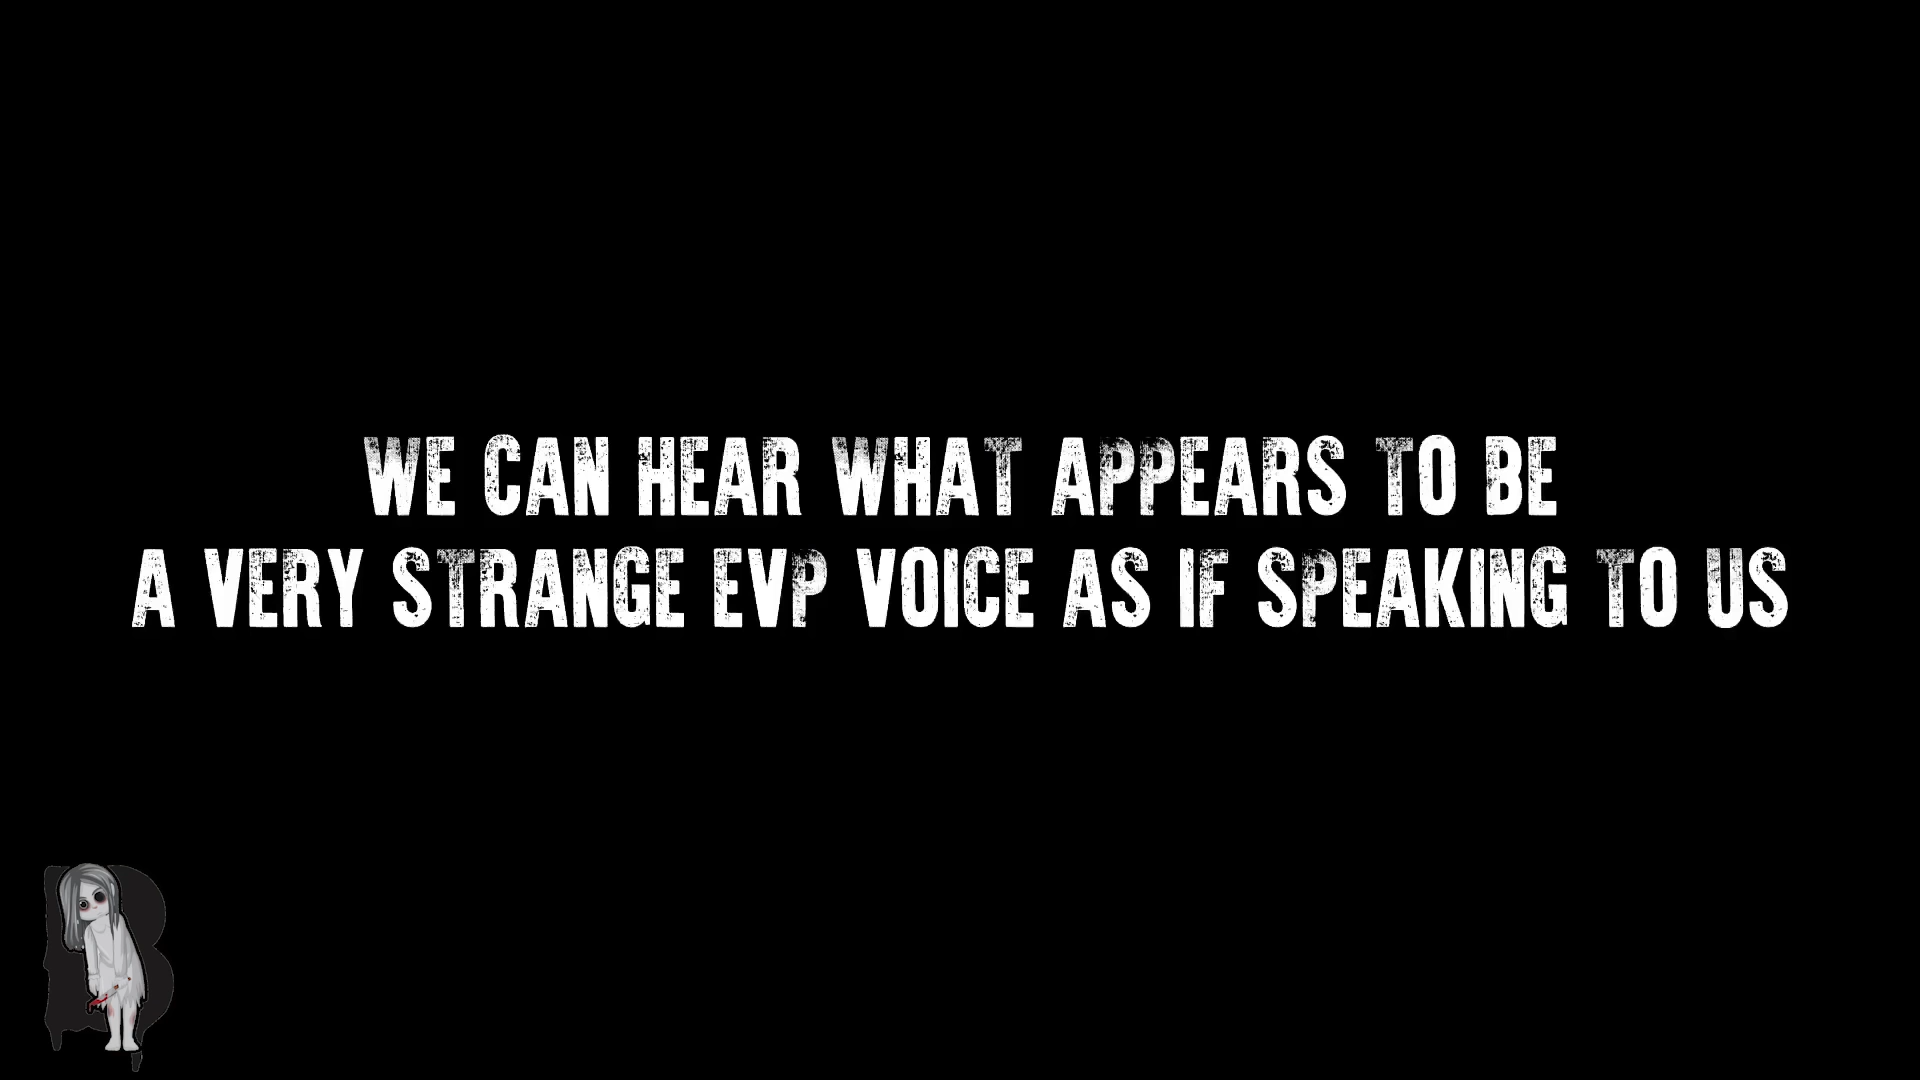 WE CAN HEAR WHAT APPEARS TO BE
A VERY STRANGE EVP VOICE AS IF SPEAKING TO US